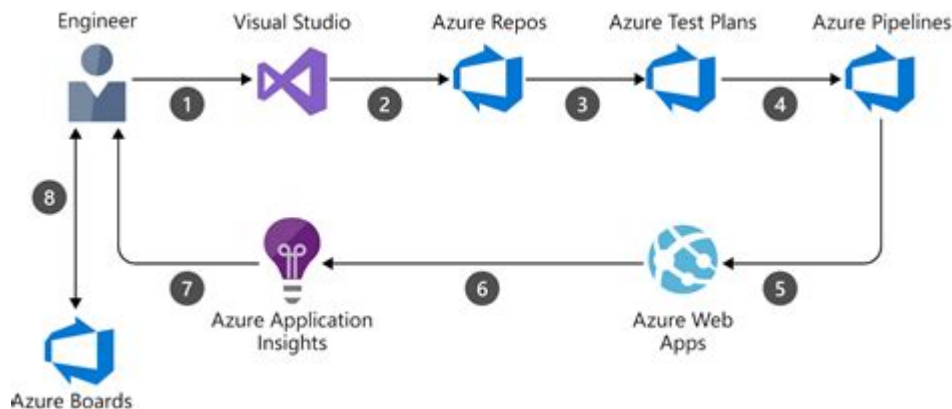 Engineer
Visual Studio
Azure Repos
Azure Test Plans
Azure Pipelines
1
2
3
4
8
7
6
5
Azure Application
Insights
Azure Web
Apps
Azure Boards